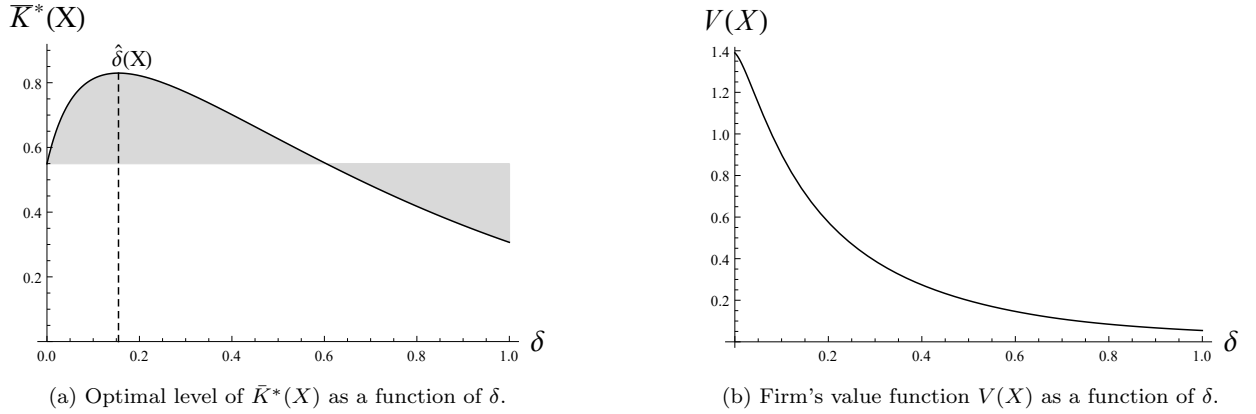 K̅*(X)
δ̂(X)
0.8
0.6
0.4
0.2
0.0 0.2 0.4 0.6 0.8 1.0 δ
(a) Optimal level of K̄*(X) as a function of δ.
V(X)
1.4
1.2
1.0
0.8
0.6
0.4
0.2
0.2 0.4 0.6 0.8 1.0 δ
(b) Firm's value function V(X) as a function of δ.